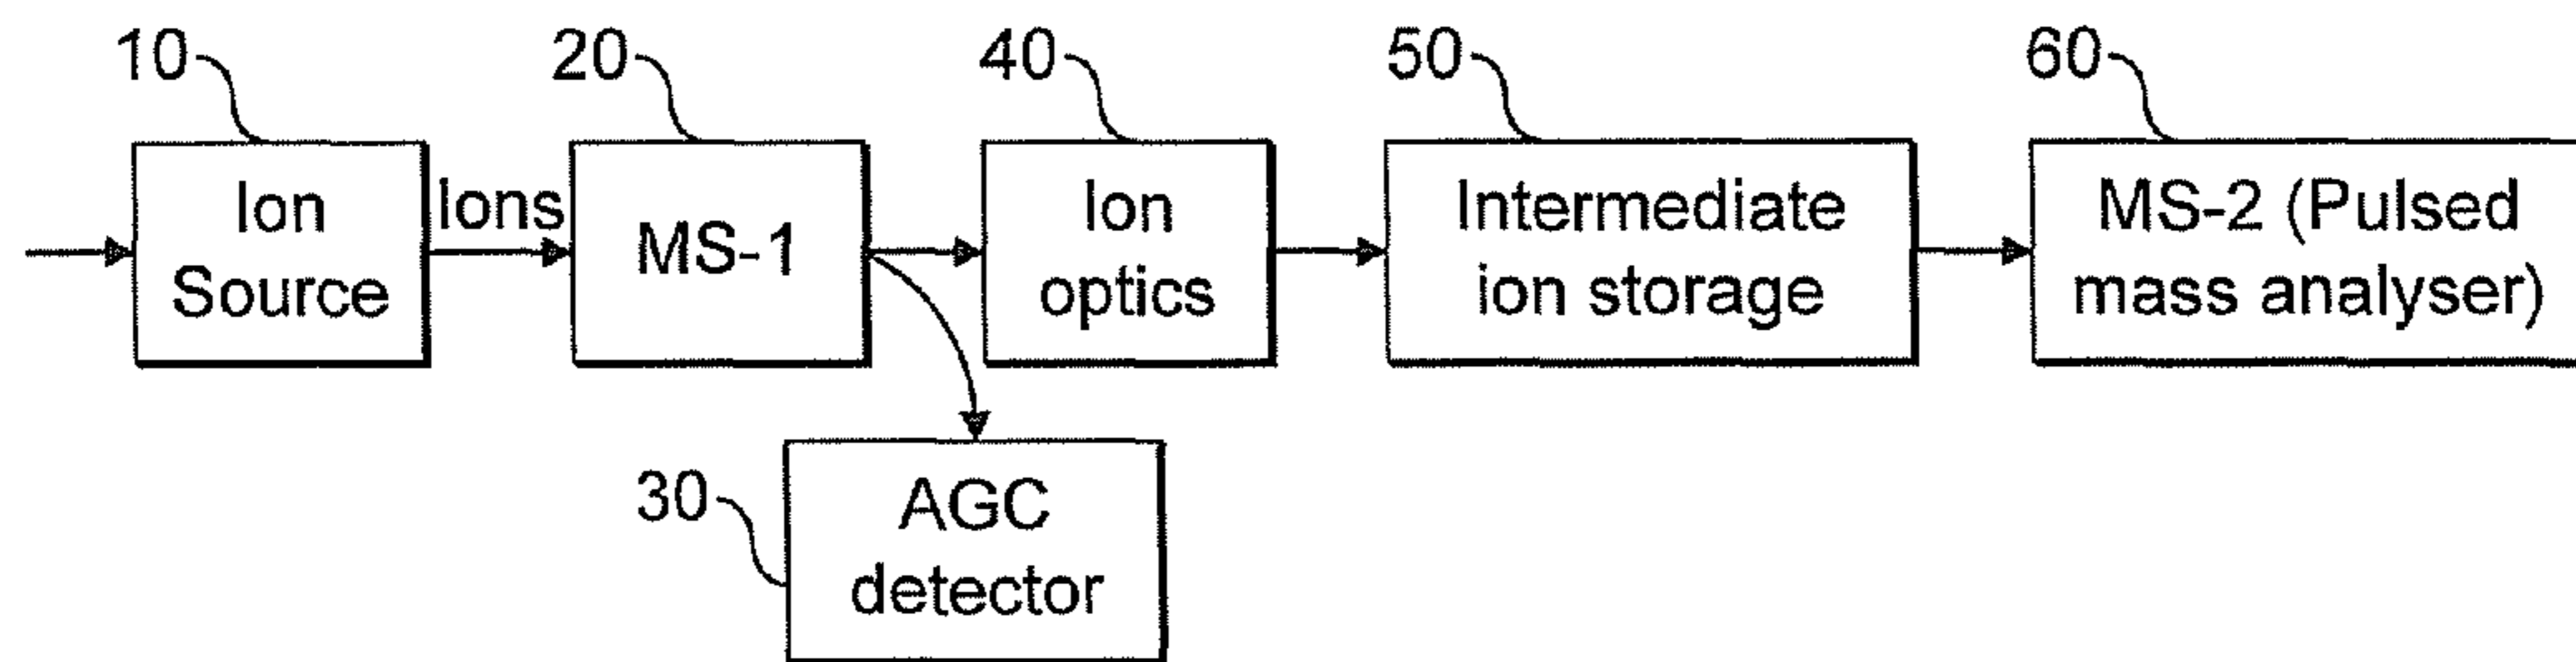 10
20
40
50
60
Ion
Source
Ions
MS-1
Ion
optics
Intermediate
ion storage
MS-2 (Pulsed
mass analyser)
30
AGC
detector